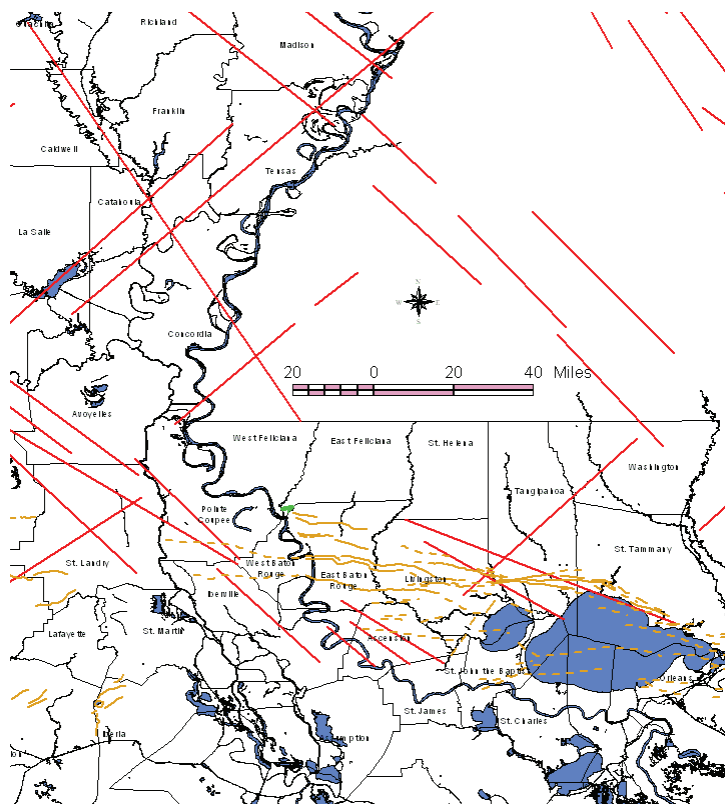 Richland
Madison
Franklin
Caldwell
Tensas
Catahoula
La Salle
N
W E
S
Concordia
20 0 20 40 Miles
Avoyelles
West Feliciana
East Feliciana
St. Helena
Washington
Tangipahoa
Pointe
Coupee
St. Tammany
St. Landry
West Baton
Rouge
East Baton
Rouge
Livingston
Iberville
Lafayette
St. Martin
Ascension
St. John the Bapt
Orleans
St. James
St. Charles
Iberia
umption